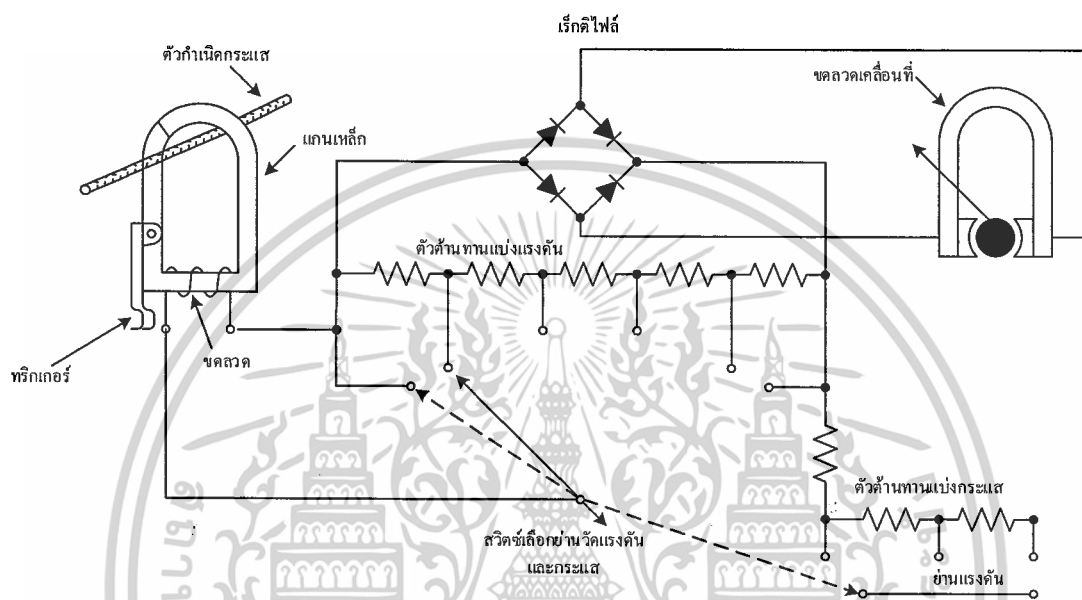 เร็กติไฟล์
ตัวกำเนิดกระแส
ขดลวดเคลื่อนที่
แกนเหล็ก
ตัวต้านทานแบ่งแรงดัน
ทริกเกอร์
ขดลวด
ตัวต้านทานแบ่งกระแส
สวิตซ์เลือกย่านวัดแรงดัน
และกระแส
ย่านแรงดัน